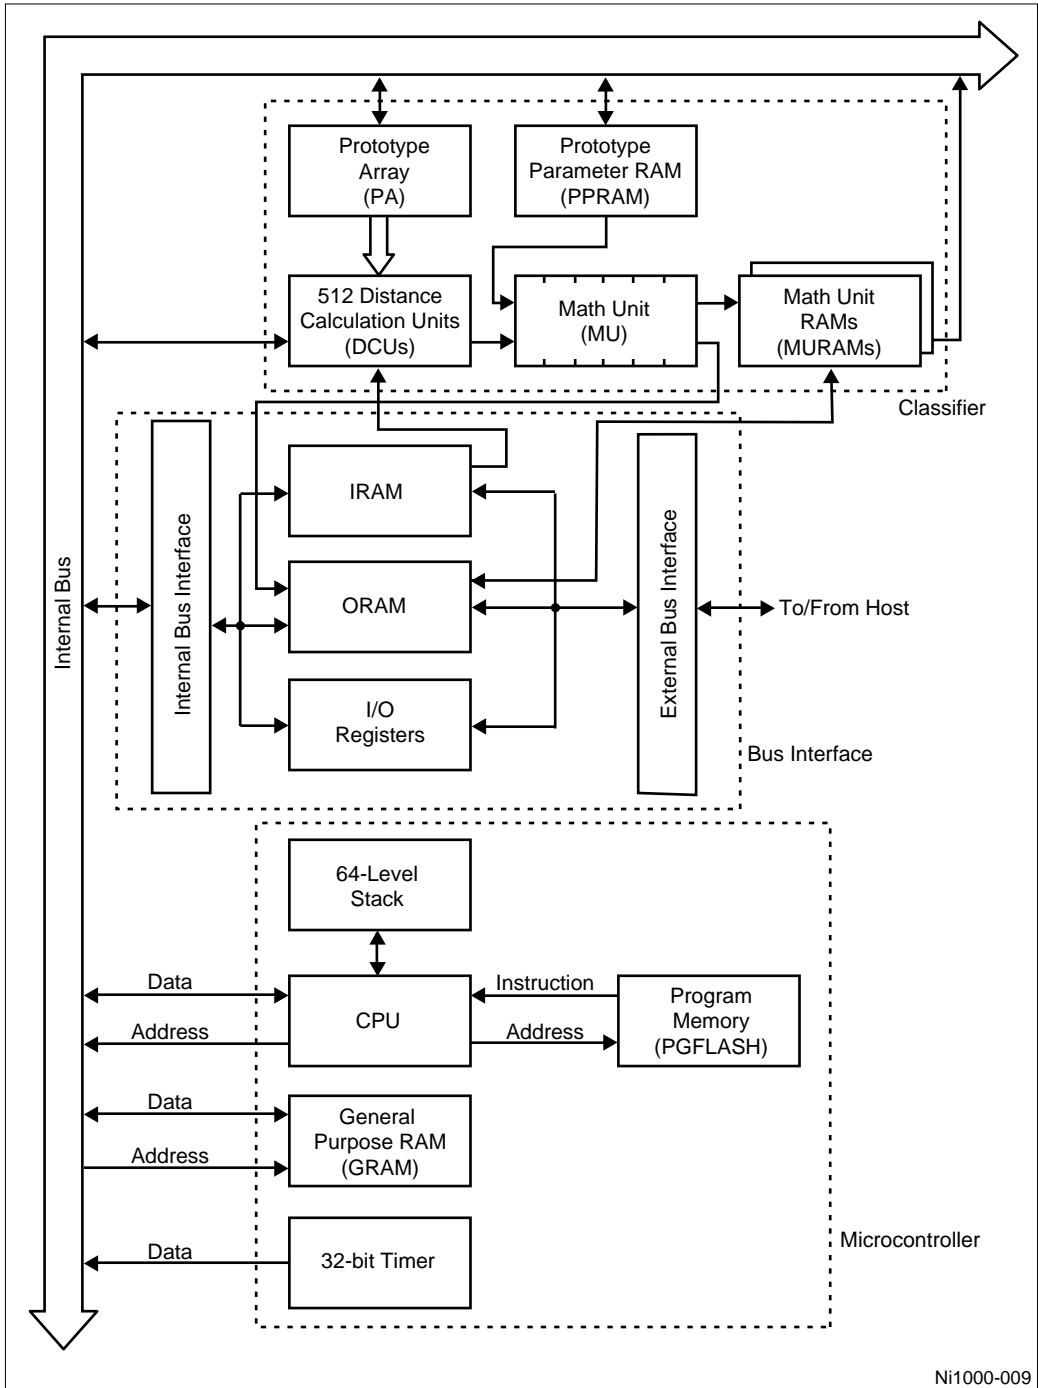 Prototype
Array
(PA)
Prototype
Parameter RAM
(PPRAM)
512 Distance
Calculation Units
(DCUs)
Math Unit
(MU)
Math Unit
RAMs
(MURAMs)
Classifier
Internal Bus
Internal Bus Interface
IRAM
ORAM
I/O
Registers
External Bus Interface
To/From Host
Bus Interface
64-Level
Stack
Data
Address
CPU
Instruction
Address
Program
Memory
(PGFLASH)
Data
Address
General
Purpose RAM
(GRAM)
Data
32-bit Timer
Microcontroller
Ni1000-009